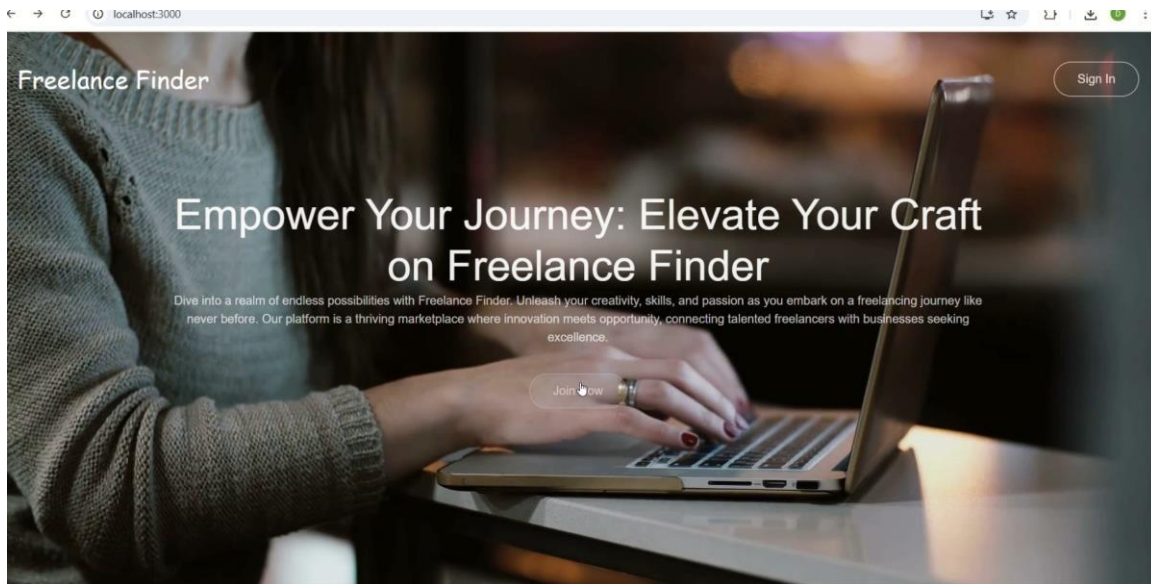 localhost:3000
D
Freelance Finder
Sign In
Empower Your Journey: Elevate Your Craft
on Freelance Finder
Dive into a realm of endless possibilities with Freelance Finder. Unleash your creativity, skills, and passion as you embark on a freelancing journey like
never before. Our platform is a thriving marketplace where innovation meets opportunity, connecting talented freelancers with businesses seeking
excellence.
Join Now